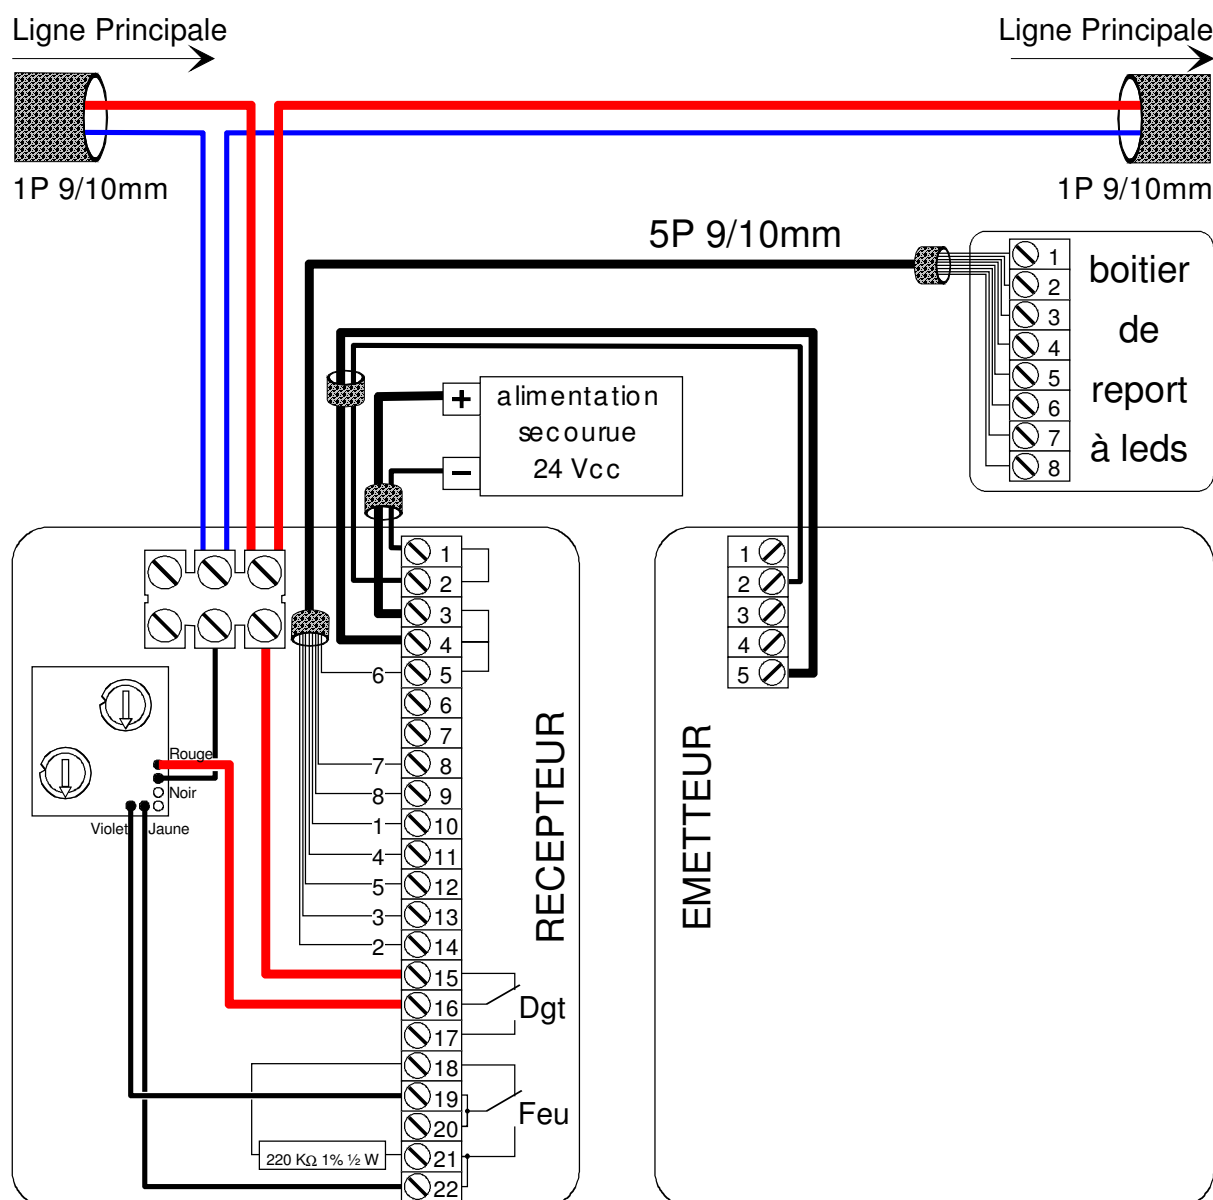 Ligne Principale
Ligne Principale
1P 9/10mm
1P 9/10mm
5P 9/10mm
1
2
3
4
5
6
7
8
boitier
de
report
à leds
+
alimentation
secourue
24 Vcc
−
1
2
3
4
5
6
7
8
9
10
11
12
13
14
15
16
17
18
19
20
21
22
6
7
8
1
4
5
3
2
RECEPTEUR
Dgt
Feu
220 KΩ 1% ½ W
Rouge
Noir
Violet
Jaune
1
2
3
4
5
EMETTEUR